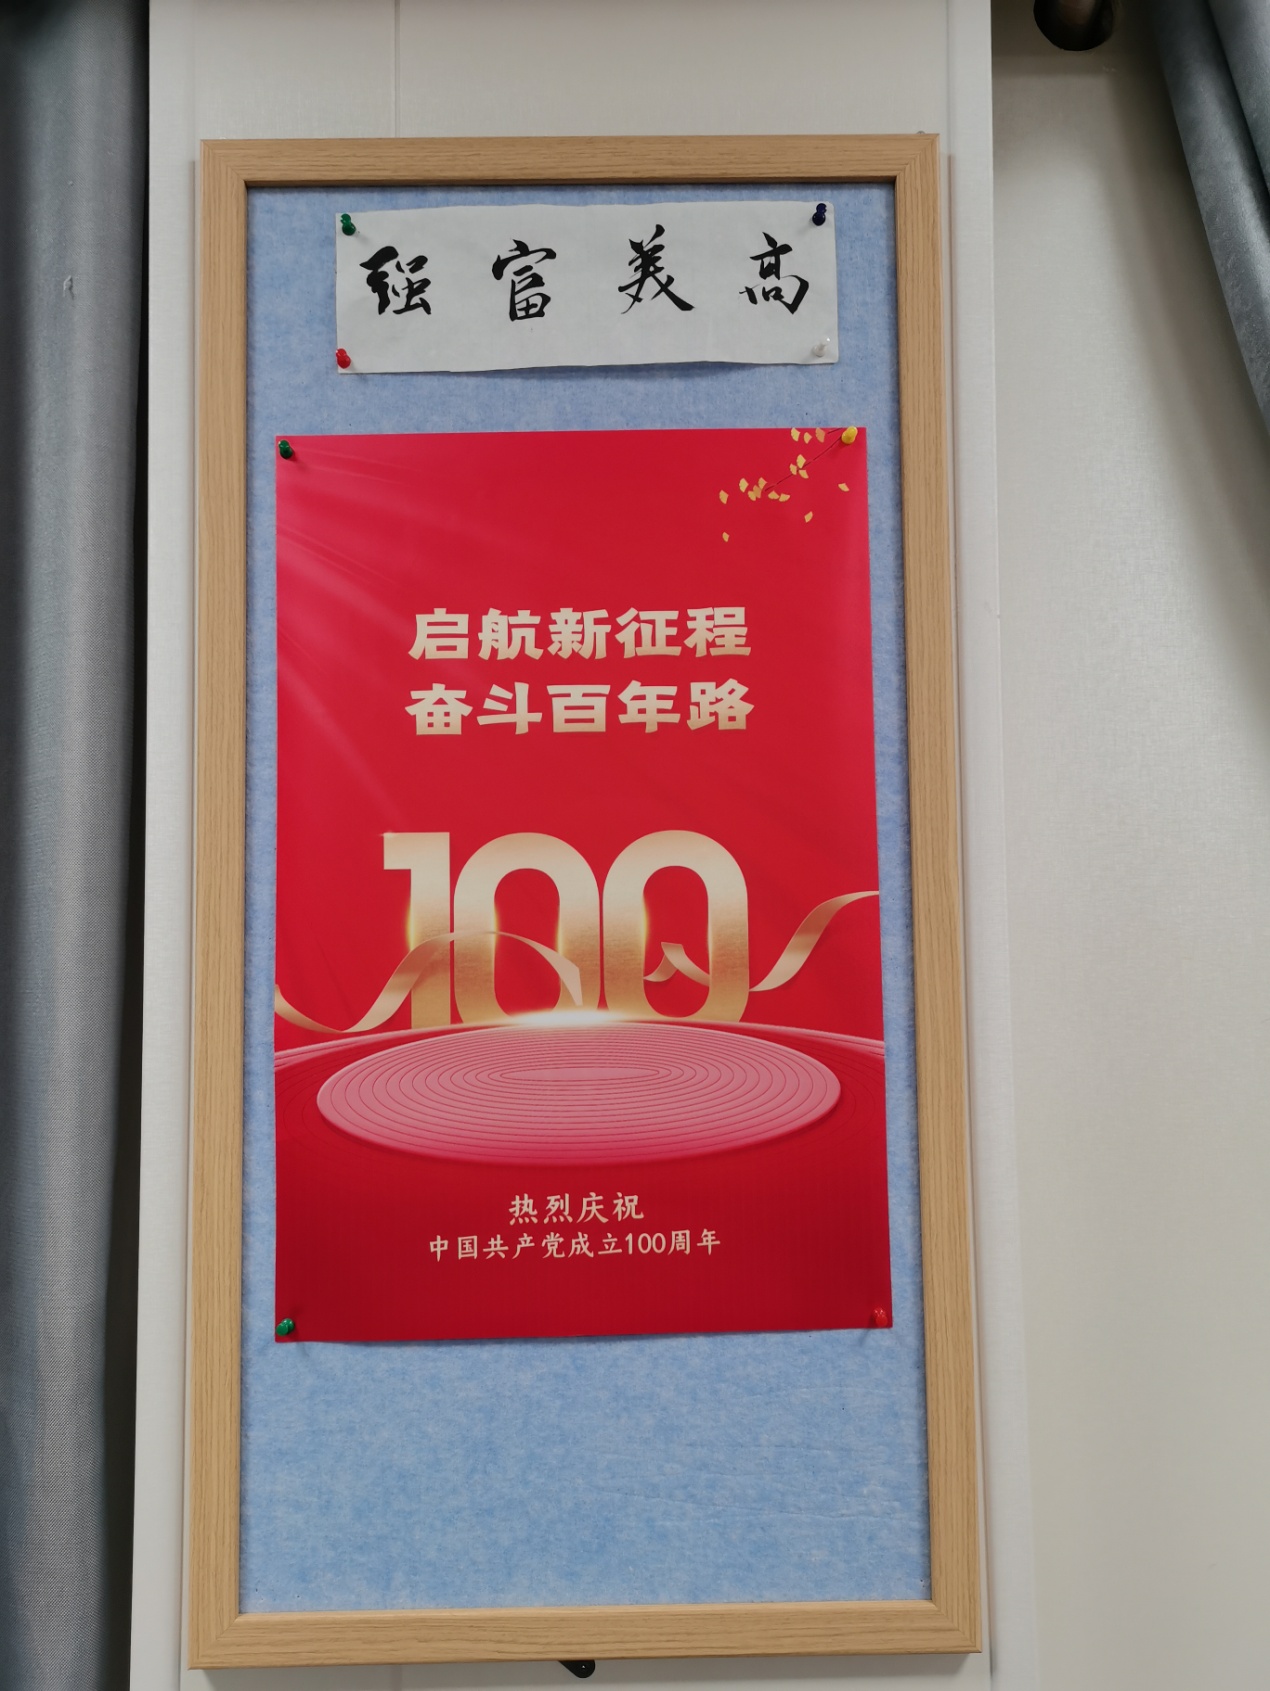 强富美高
启航新征程
奋斗百年路
100
热烈庆祝
中国共产党成立100周年